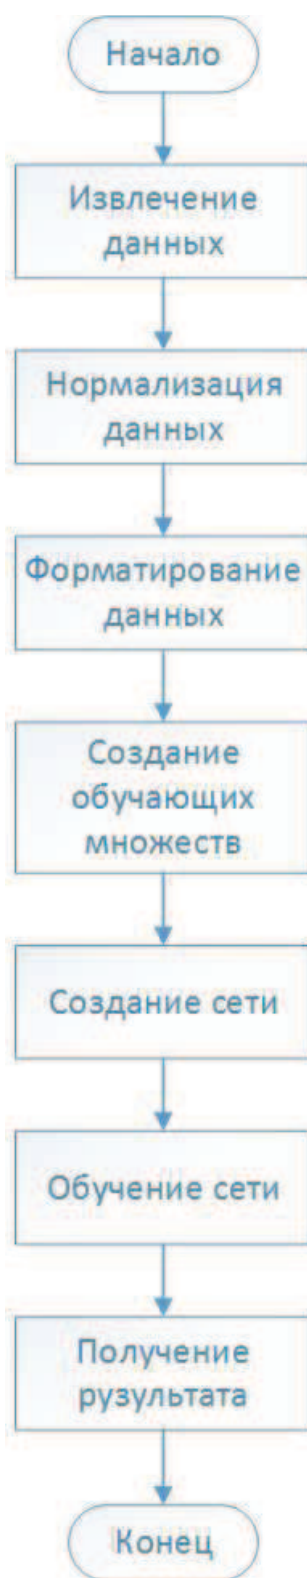 Начало
Извлечение
данных
Нормализация
данных
Форматирование
данных
Создание
обучающих
множеств
Создание сети
Обучение сети
Получение
рузультата
Конец